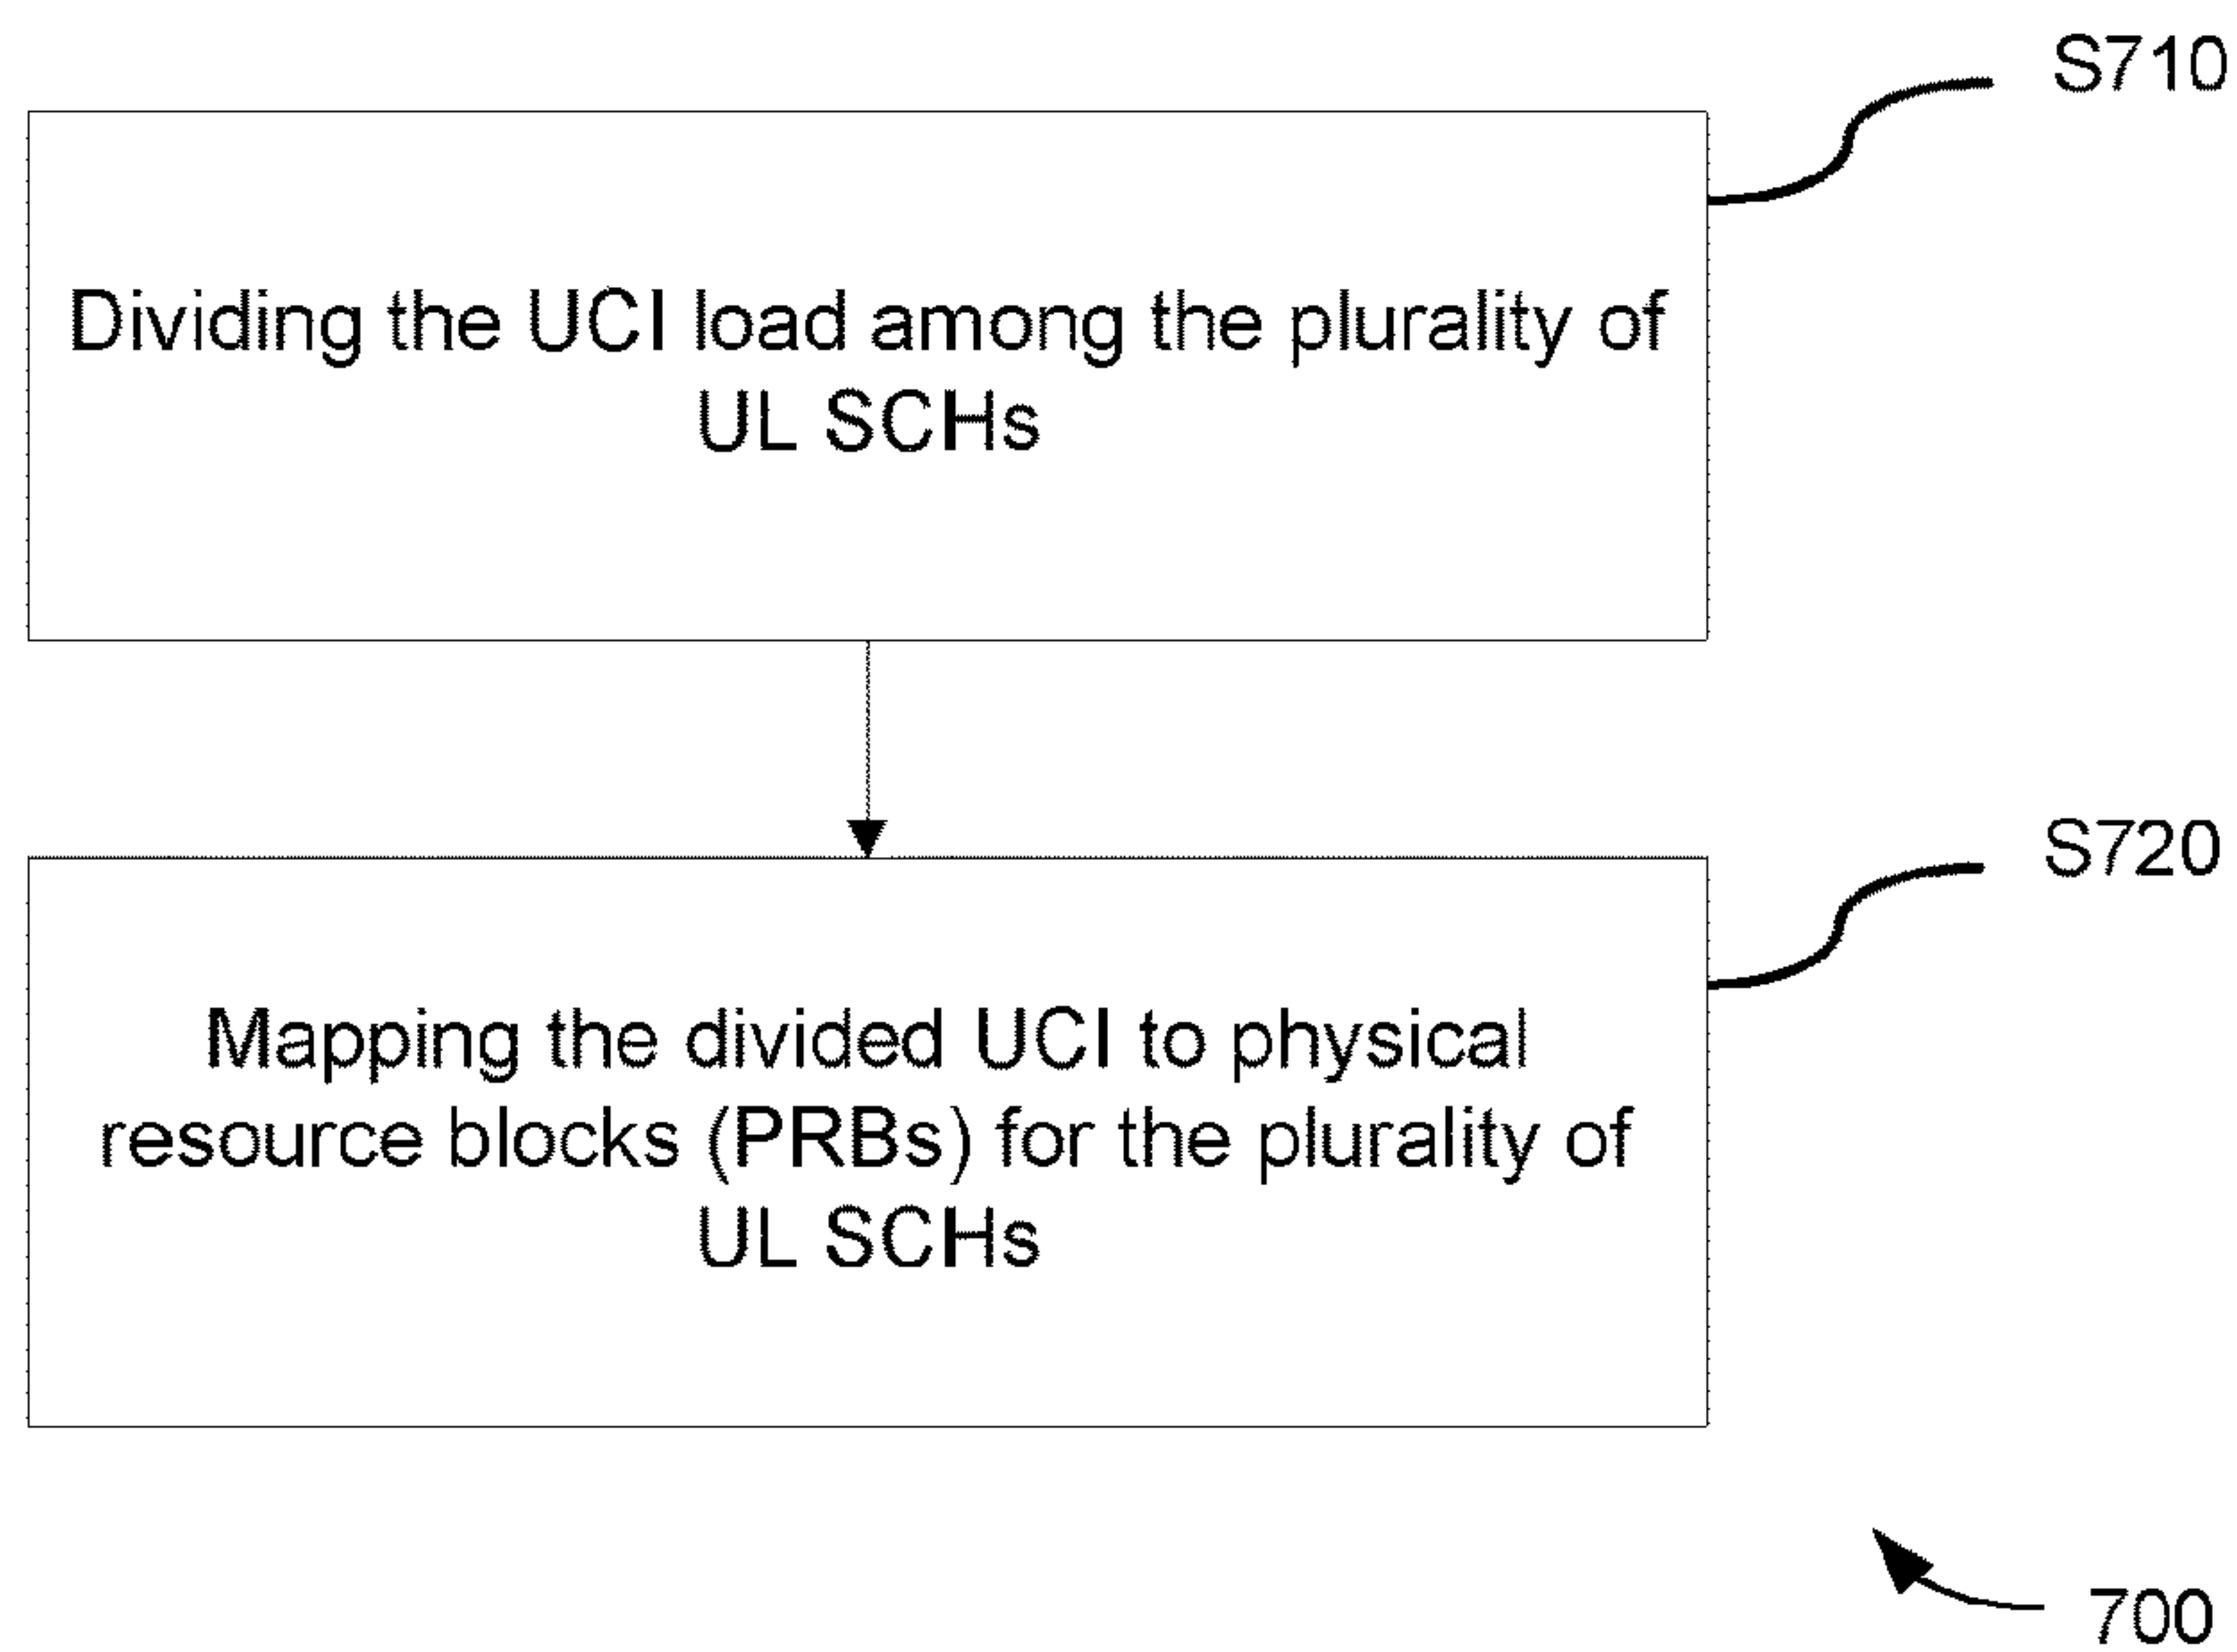 S710
Dividing the UCI load among the plurality of
UL SCHs
S720
Mapping the divided UCI to physical
resource blocks (PRBs) for the plurality of
UL SCHs
700